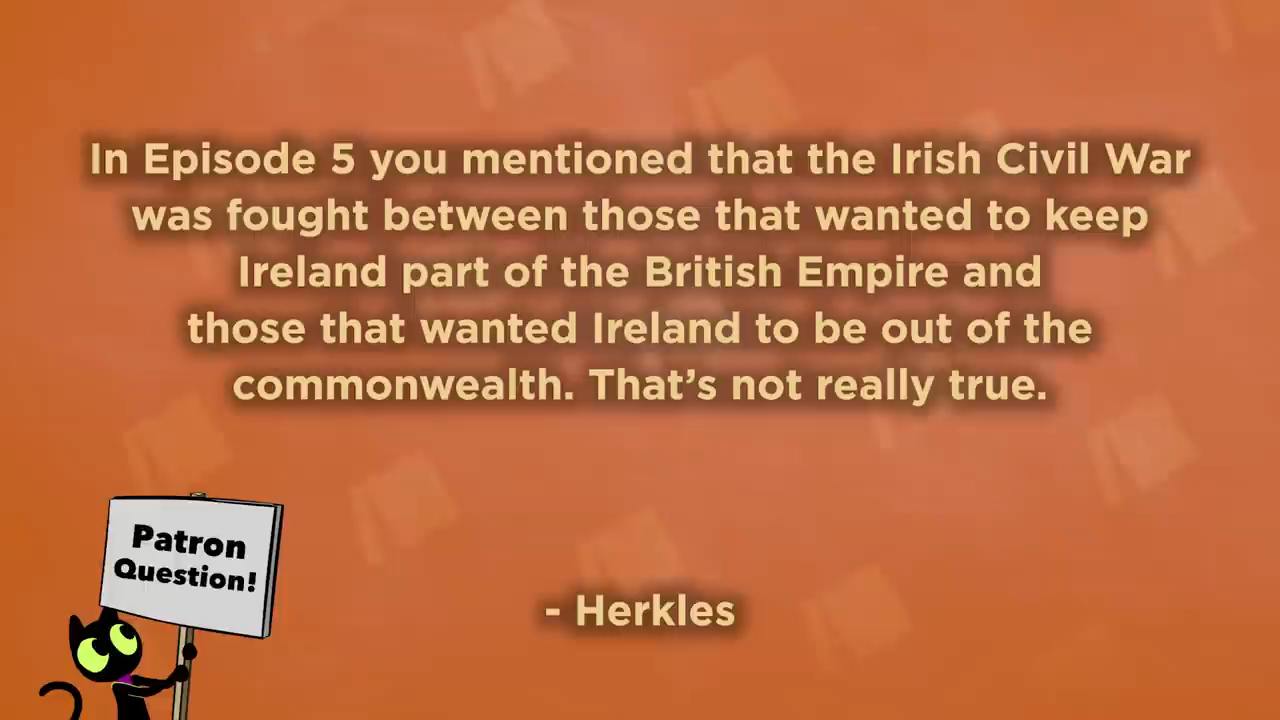 In Episode 5 you mentioned that the Irish Civil War
was fought between those that wanted to keep
Ireland part of the British Empire and
those that wanted Ireland to be out of the
commonwealth. That's not really true.
Patron
Question!
- Herkles